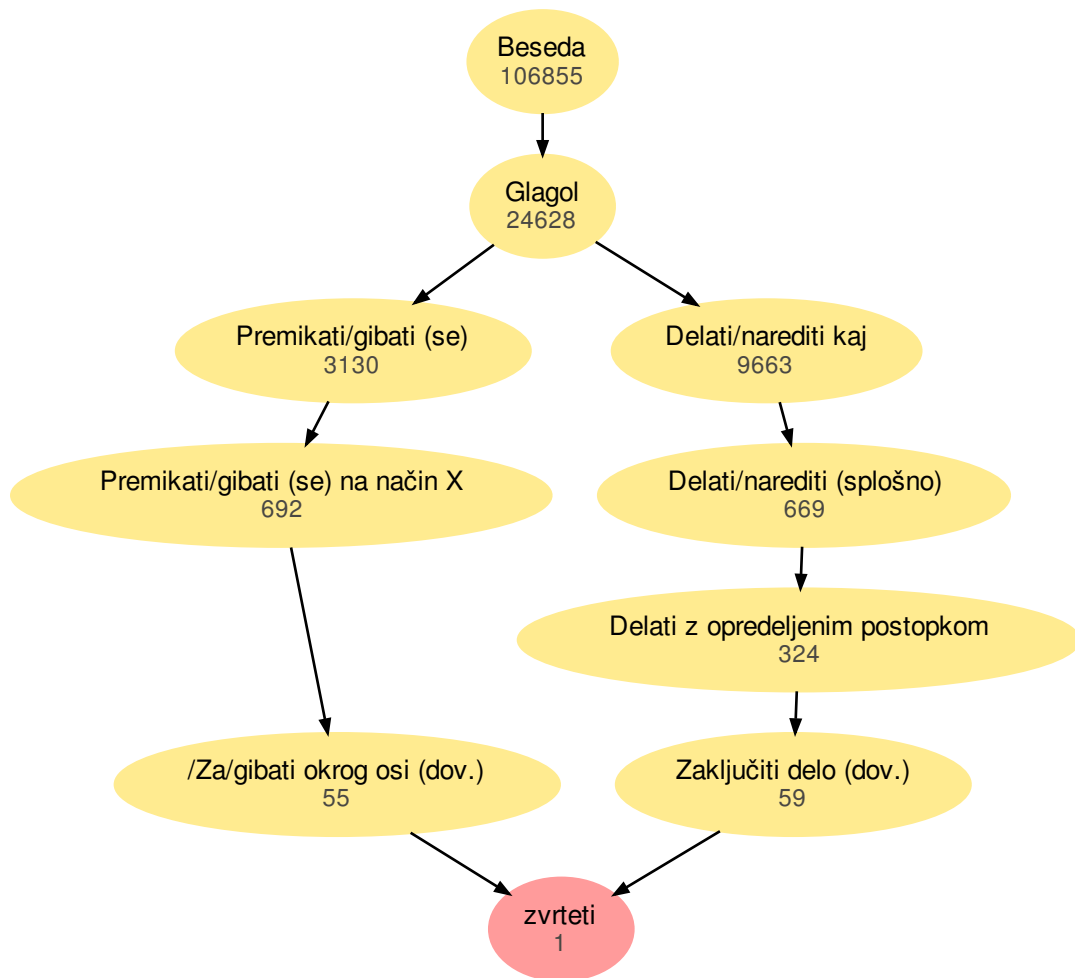 Beseda
106855
Glagol
24628
Premikati/gibati (se)
3130
Delati/narediti kaj
9663
Premikati/gibati (se) na način X
692
Delati/narediti (splošno)
669
Delati z opredeljenim postopkom
324
/Za/gibati okrog osi (dov.)
55
Zaključiti delo (dov.)
59
zvrteti
1